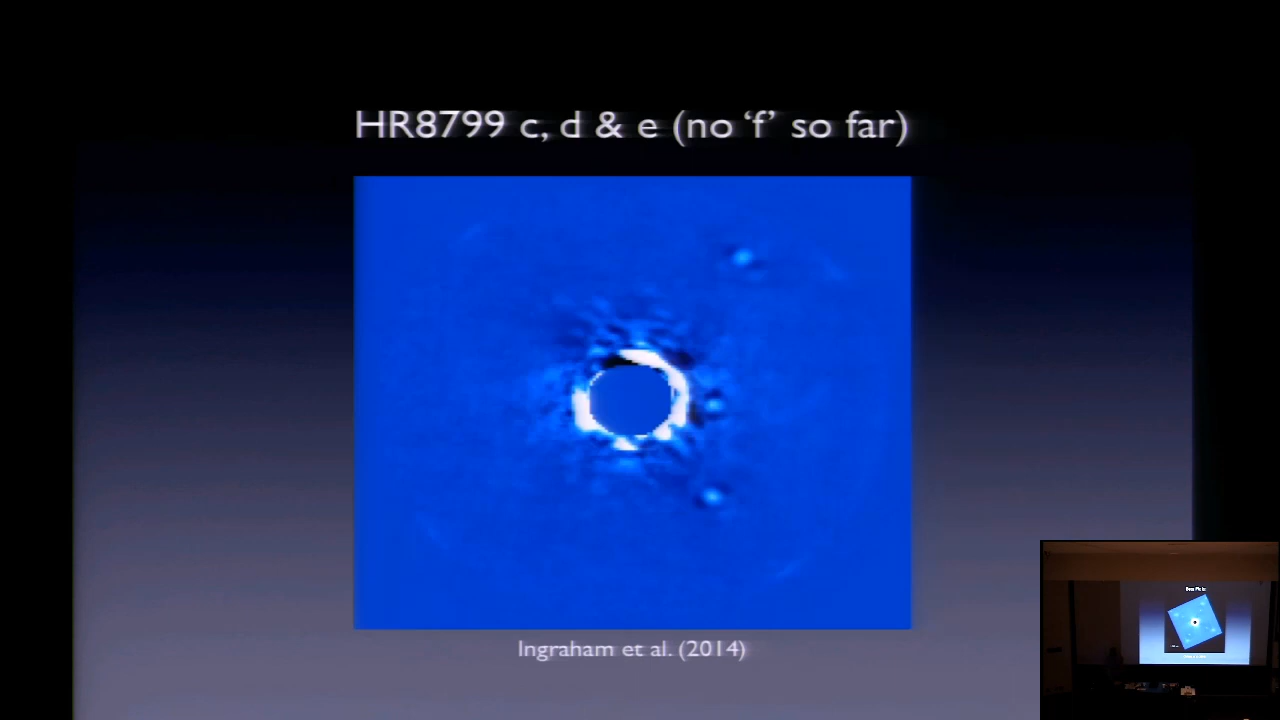 HR8799 c, d & e (no ‘f’ so far)
Ingraham et al. (2014)